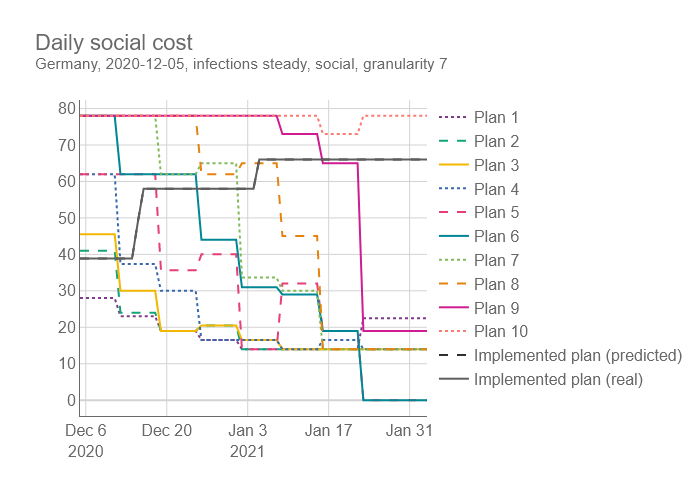 Daily social cost
Germany, 2020-12-05, infections steady, social, granularity 7
80
70
60
50
40
30
20
10
0
Dec 6
2020
Dec 20
Jan 3
2021
Jan 17
Jan 31
Plan 1
Plan 2
Plan 3
Plan 4
Plan 5
Plan 6
Plan 7
Plan 8
Plan 9
Plan 10
Implemented plan (predicted)
Implemented plan (real)